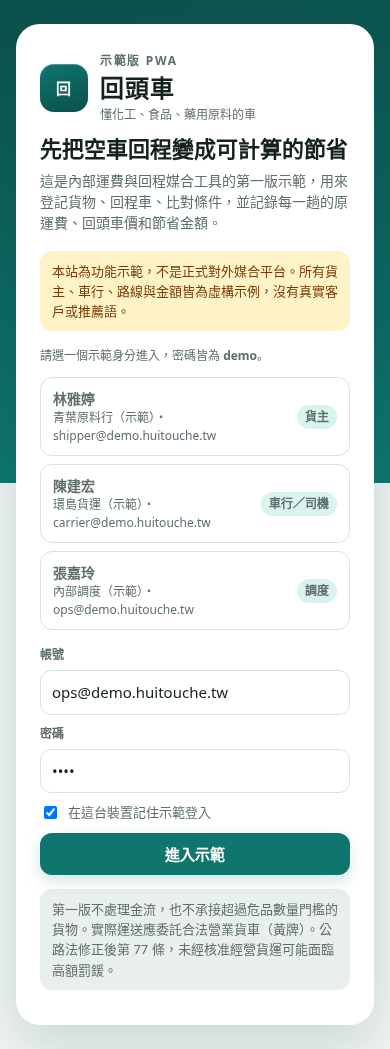 示範版 PWA
回
回頭車
懂化工、食品、藥用原料的車
先把空車回程變成可計算的節省
這是內部運費與回程媒合工具的第一版示範，用來
登記貨物、回程車、比對條件，並記錄每一趟的原
運費、回頭車價和節省金額。
本站為功能示範，不是正式對外媒合平台。所有貨
主、車行、路線與金額皆為虛構示例，沒有真實客
戶或推薦語。
請選一個示範身分進入，密碼皆為 demo。
林雅婷
青葉原料行（示範）·
shipper@demo.huitouche.tw
貨主
陳建宏
環島貨運（示範）·
carrier@demo.huitouche.tw
車行／司機
張嘉玲
內部調度（示範）·
ops@demo.huitouche.tw
調度
帳號
ops@demo.huitouche.tw
密碼
••••
在這台裝置記住示範登入
進入示範
第一版不處理金流，也不承接超過危品數量門檻的
貨物。實際運送應委託合法營業貨車（黃牌）。公
路法修正後第 77 條，未經核准經營貨運可能面臨
高額罰鍰。